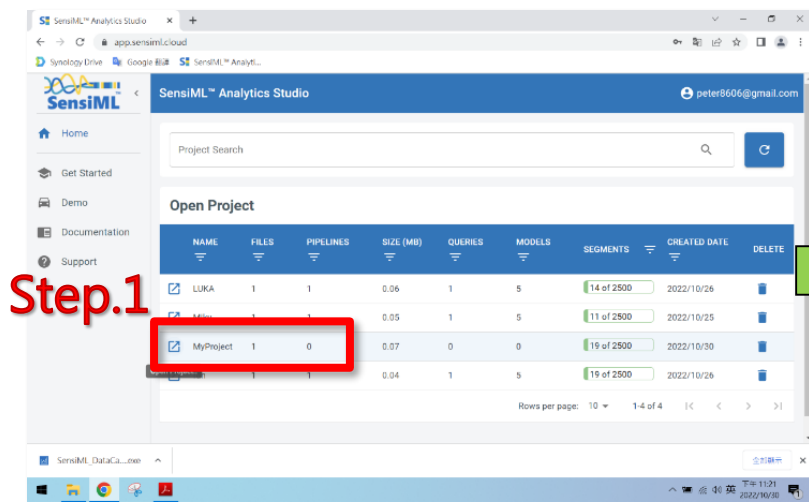 SensiML™ Analytics Studio
app.sensiml.cloud
Synology Drive
Google 翻譯
SensiML™ Analyti...
SensiML
SensiML™ Analytics Studio
peter8606@gmail.com
Home
Get Started
Demo
Documentation
Support
Project Search
Open Project
NAME FILES PIPELINES SIZE (MB) QUERIES MODELS SEGMENTS CREATED DATE DELETE
LUKA 1 1 0.06 1 5 14 of 2500 2022/10/26
1 1 0.05 1 5 11 of 2500 2022/10/25
MyProject 1 0 0.07 0 0 19 of 2500 2022/10/30
1 1 0.04 1 5 19 of 2500 2022/10/26
Step.1
Rows per page: 10 1-4 of 4
SensiML_DataCa....exe
全部顯示
英
下午 11:21
2022/10/30